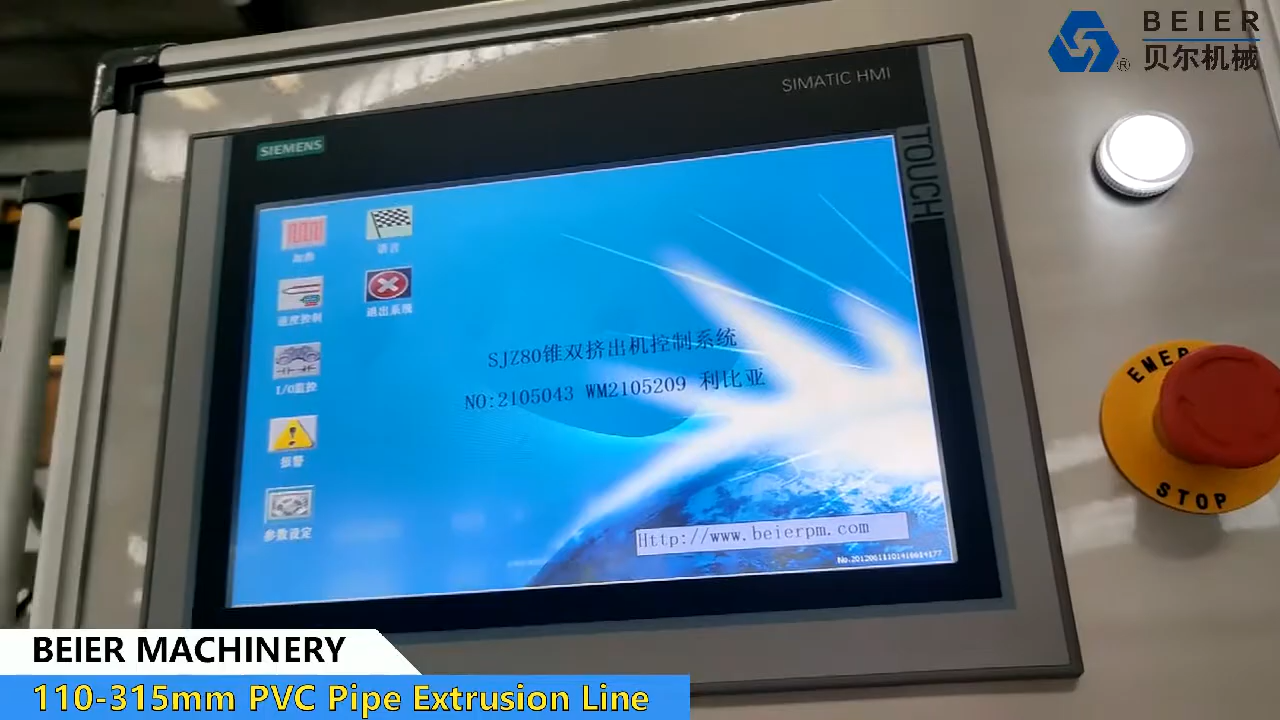 BEIER
贝尔机械
SIMATIC HMI
SIEMENS
TOUCH
加热
语言
速度控制
退出系统
I/O监控
报警
参数设定
SJZ80锥双挤出机控制系统
NO:2105043 WM2105209 利比亚
Http://www.beierpm.com
EMER
STOP
BEIER MACHINERY
110-315mm PVC Pipe Extrusion Line